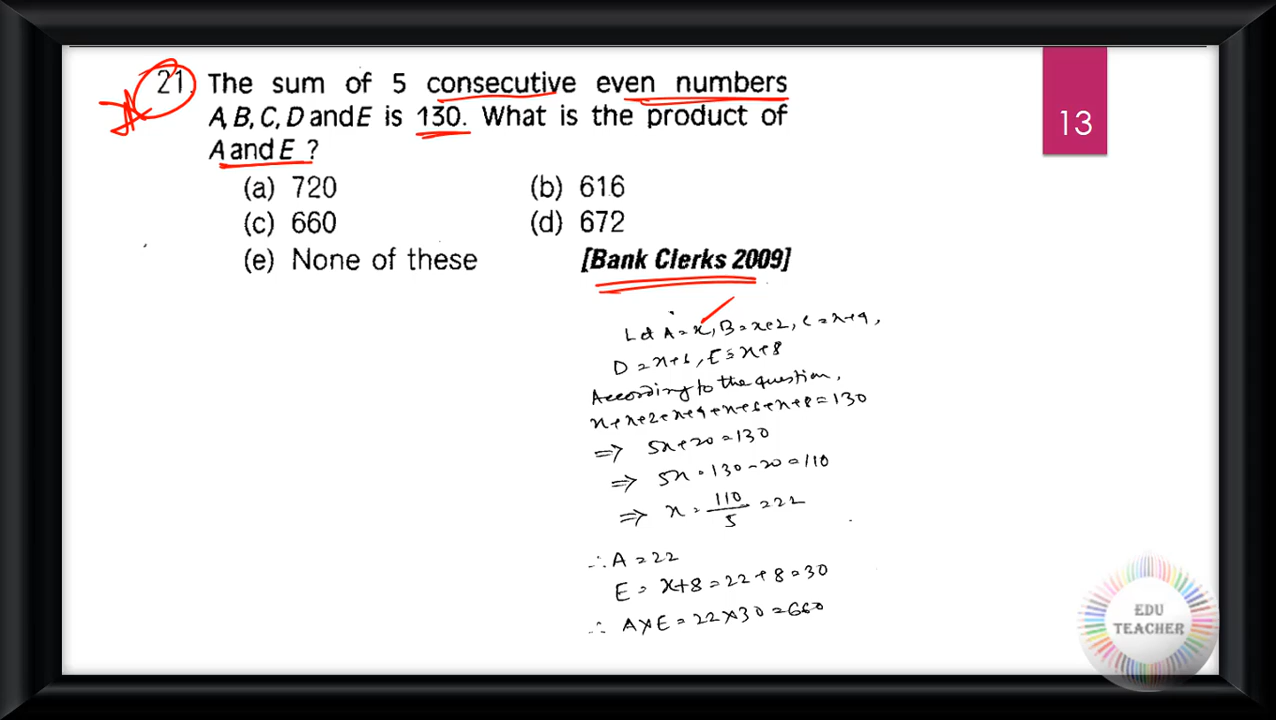 21. The sum of 5 consecutive even numbers
A, B, C, D and E is 130. What is the product of
A and E ?
(a) 720 (b) 616
(c) 660 (d) 672
(e) None of these [Bank Clerks 2009]
13
Let A = x, B = x+2, C = x+4,
D = x+6, E = x+8
According to the question,
x+x+2+x+4+x+6+x+8=130
⇒ 5x+20=130
⇒ 5x=130-20=110
⇒ x = 110/5 = 22
∴ A = 22
E = x+8 = 22+8 = 30
∴ A×E = 22×30 = 660
EDU
TEACHER